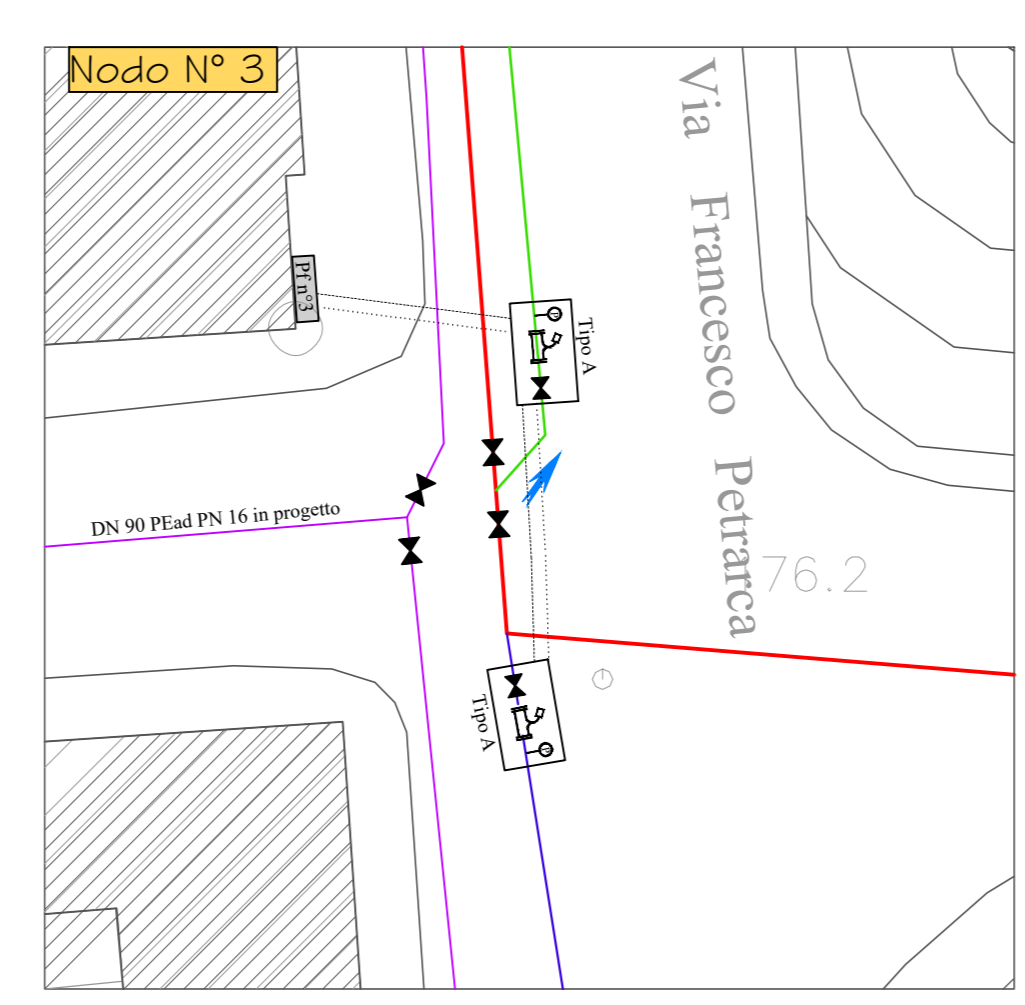 Nodo N° 3
Via Francesco Petrarca
Pf n°3
P
Tipo A
DN 90 PEad PN 16 in progetto
76.2
Tipo A
P